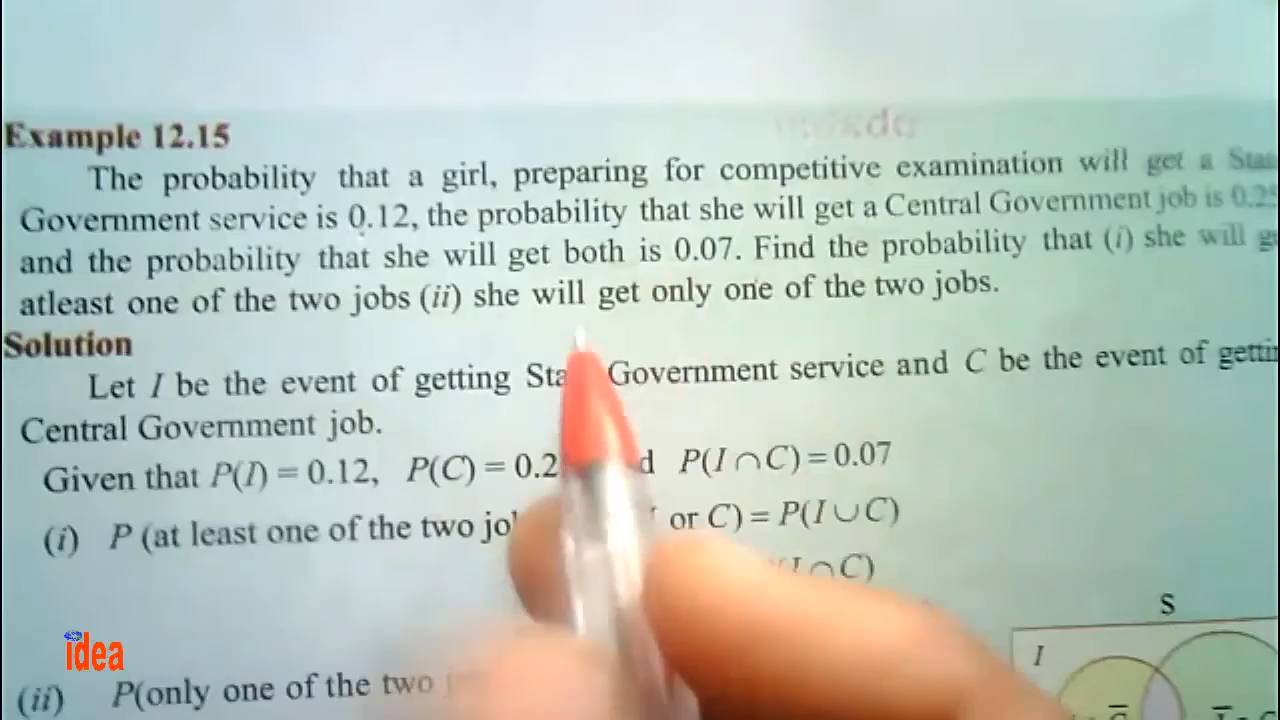 Example 12.15
The probability that a girl, preparing for competitive examination will get a
Government service is 0.12, the probability that she will get a Central Government job is
and the probability that she will get both is 0.07. Find the probability that (i) she will
atleast one of the two jobs (ii) she will get only one of the two jobs.
Solution
Let I be the event of getting Government service and C be the event of
Central Government job.
Given that P(I) = 0.12, P(C) = P(I∩C) = 0.07
(i) P (at least one of the two or C) = P(I∪C)
S
I
idea
(ii) P(only one of the two